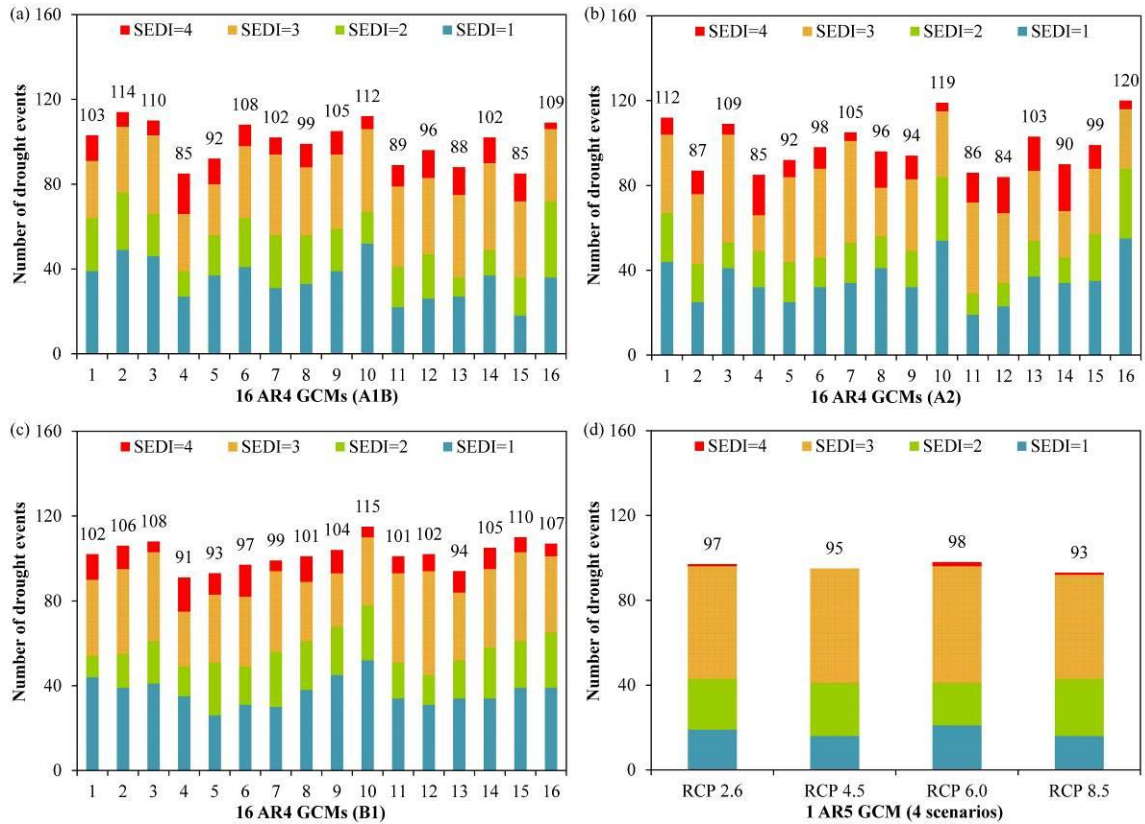 (a)
160
SEDI=4 SEDI=3 SEDI=2 SEDI=1
120
80
40
0
Number of drought events
103 114 110 85 92 108 102 99 105 112 89 96 88 102 85 109
1 2 3 4 5 6 7 8 9 10 11 12 13 14 15 16
16 AR4 GCMs (A1B)
(b)
160
SEDI=4 SEDI=3 SEDI=2 SEDI=1
120
80
40
0
Number of drought events
112 87 109 85 92 98 105 96 94 119 86 84 103 90 99 120
1 2 3 4 5 6 7 8 9 10 11 12 13 14 15 16
16 AR4 GCMs (A2)
(c)
160
SEDI=4 SEDI=3 SEDI=2 SEDI=1
120
80
40
0
Number of drought events
102 106 108 91 93 97 99 101 104 115 101 102 94 105 110 107
1 2 3 4 5 6 7 8 9 10 11 12 13 14 15 16
16 AR4 GCMs (B1)
(d)
160
SEDI=4 SEDI=3 SEDI=2 SEDI=1
120
80
40
0
Number of drought events
97 95 98 93
RCP 2.6 RCP 4.5 RCP 6.0 RCP 8.5
1 AR5 GCM (4 scenarios)